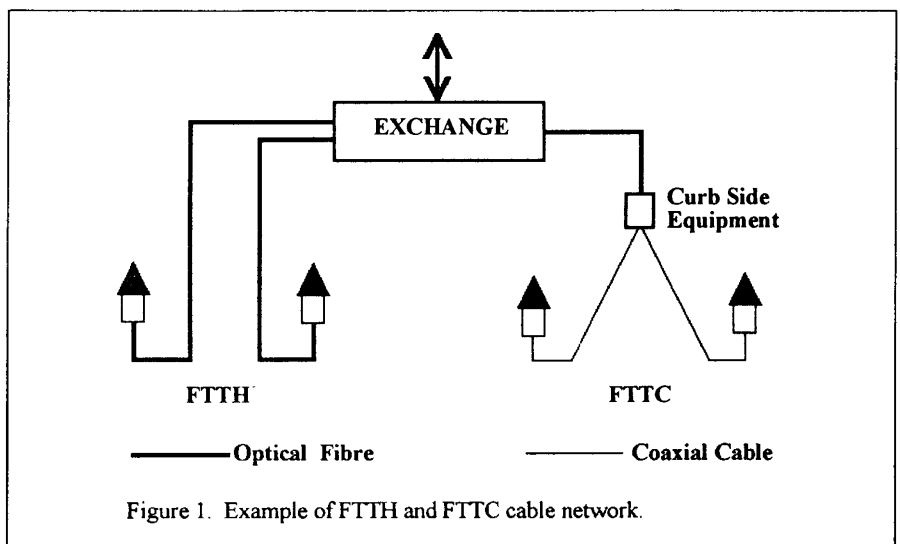 EXCHANGE
Curb Side
Equipment
FTTH
FTTC
Optical Fibre
Coaxial Cable
Figure 1. Example of FTTH and FTTC cable network.